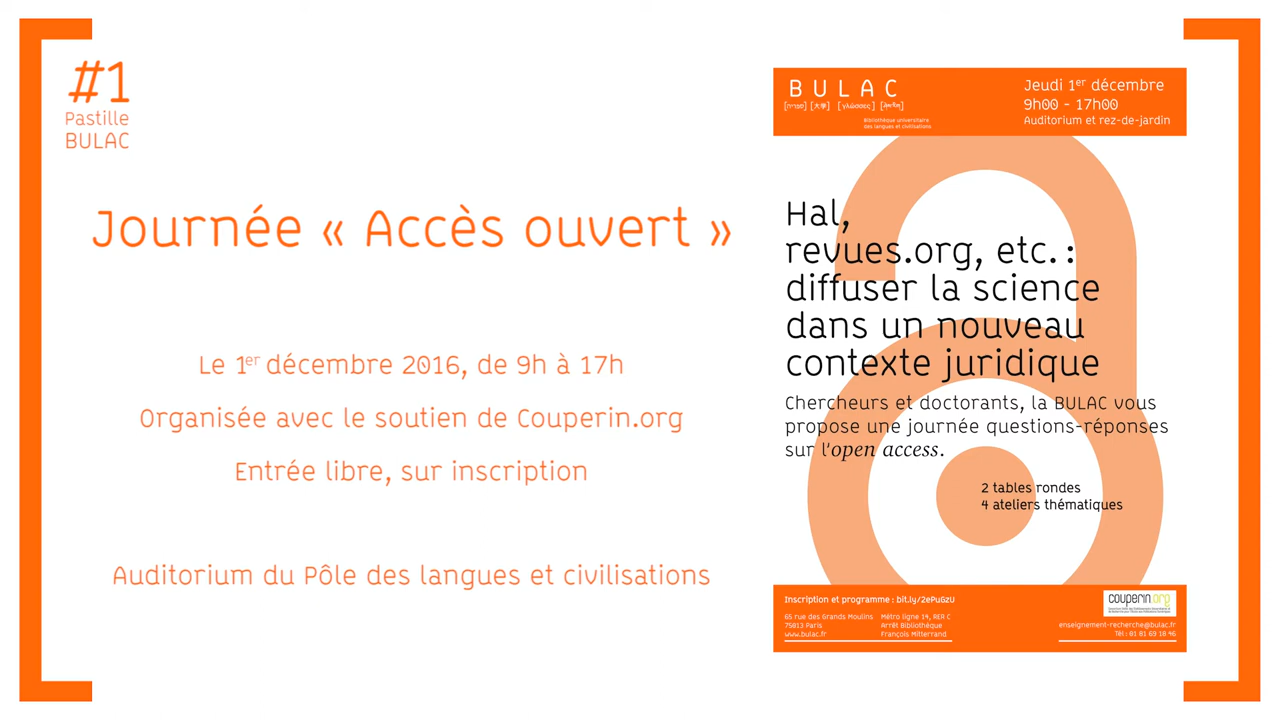 #1
Pastille
BULAC
Journée « Accès ouvert »
Le 1er décembre 2016, de 9h à 17h
Organisée avec le soutien de Couperin.org
Entrée libre, sur inscription
Auditorium du Pôle des langues et civilisations
BULAC
Bibliothèque universitaire
des langues et civilisations
Jeudi 1er décembre
9h00 - 17h00
Auditorium et rez-de-jardin
Hal,
revues.org, etc. :
diffuser la science
dans un nouveau
contexte juridique
Chercheurs et doctorants, la BULAC vous
propose une journée questions-réponses
sur l'open access.
2 tables rondes
4 ateliers thématiques
Inscription et programme : bit.ly/2ePuGzU
65 rue des Grands Moulins
75013 Paris
www.bulac.fr
Métro ligne 14, RER C
Arrêt Bibliothèque
François Mitterrand
couperin.org
enseignement-recherche@bulac.fr
Tél : 01 81 69 18 46